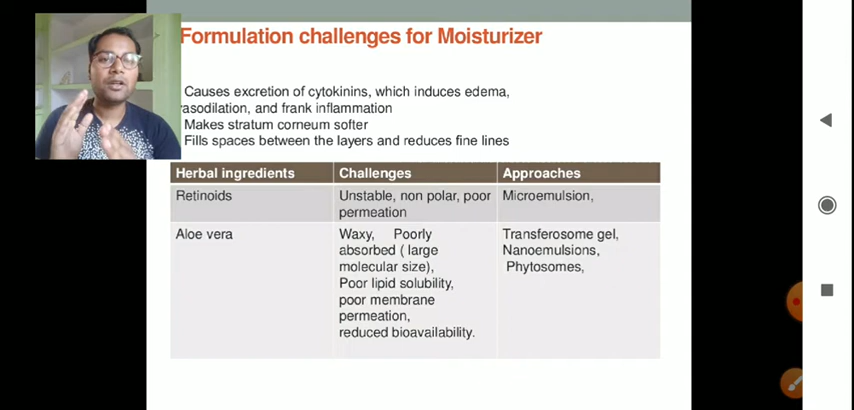 Formulation challenges for Moisturizer
Causes excretion of cytokinins, which induces edema,
vasodilation, and frank inflammation
Makes stratum corneum softer
Fills spaces between the layers and reduces fine lines
Herbal ingredients Challenges Approaches
Retinoids Unstable, non polar, poor Microemulsion,
permeation
Aloe vera Waxy, Poorly Transferosome gel,
absorbed ( large Nanoemulsions,
molecular size), Phytosomes,
Poor lipid solubility,
poor membrane
permeation,
reduced bioavailability.